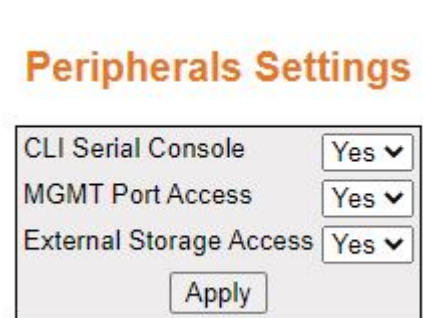 Peripherals Settings
CLI Serial Console Yes
MGMT Port Access Yes
External Storage Access Yes
Apply